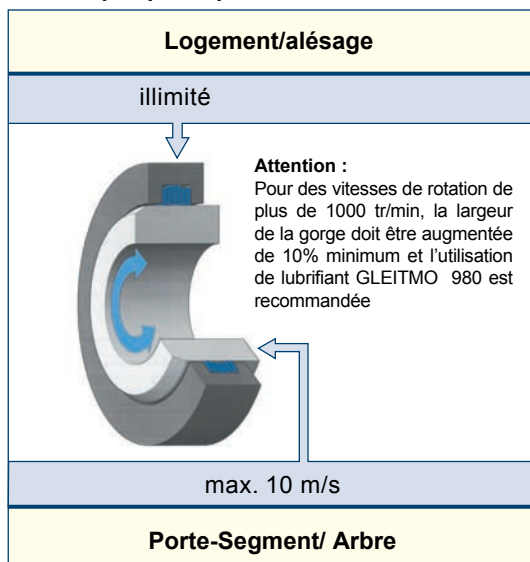 Logement/alésage
illimité
Attention :
Pour des vitesses de rotation de
plus de 1000 tr/min, la largeur
de la gorge doit être augmentée
de 10% minimum et l'utilisation
de lubrifiant GLEITMO 980 est
recommandée
max. 10 m/s
Porte-Segment/ Arbre